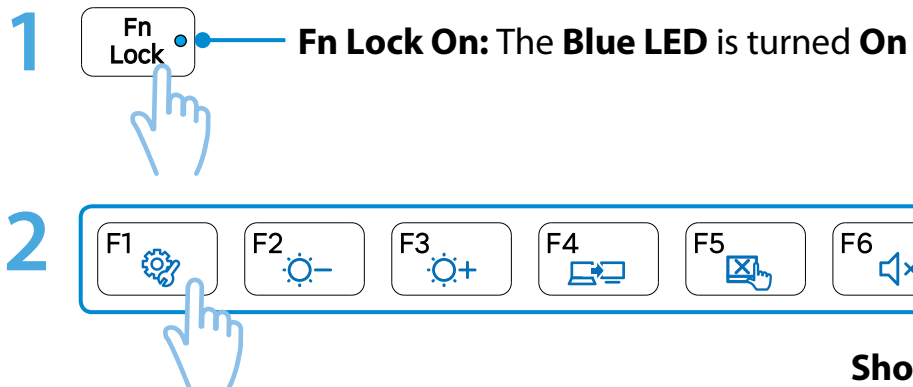 1
Fn
Lock
Fn Lock On: The Blue LED is turned On
2
F1 F2 F3 F4 F5 F6
Sho